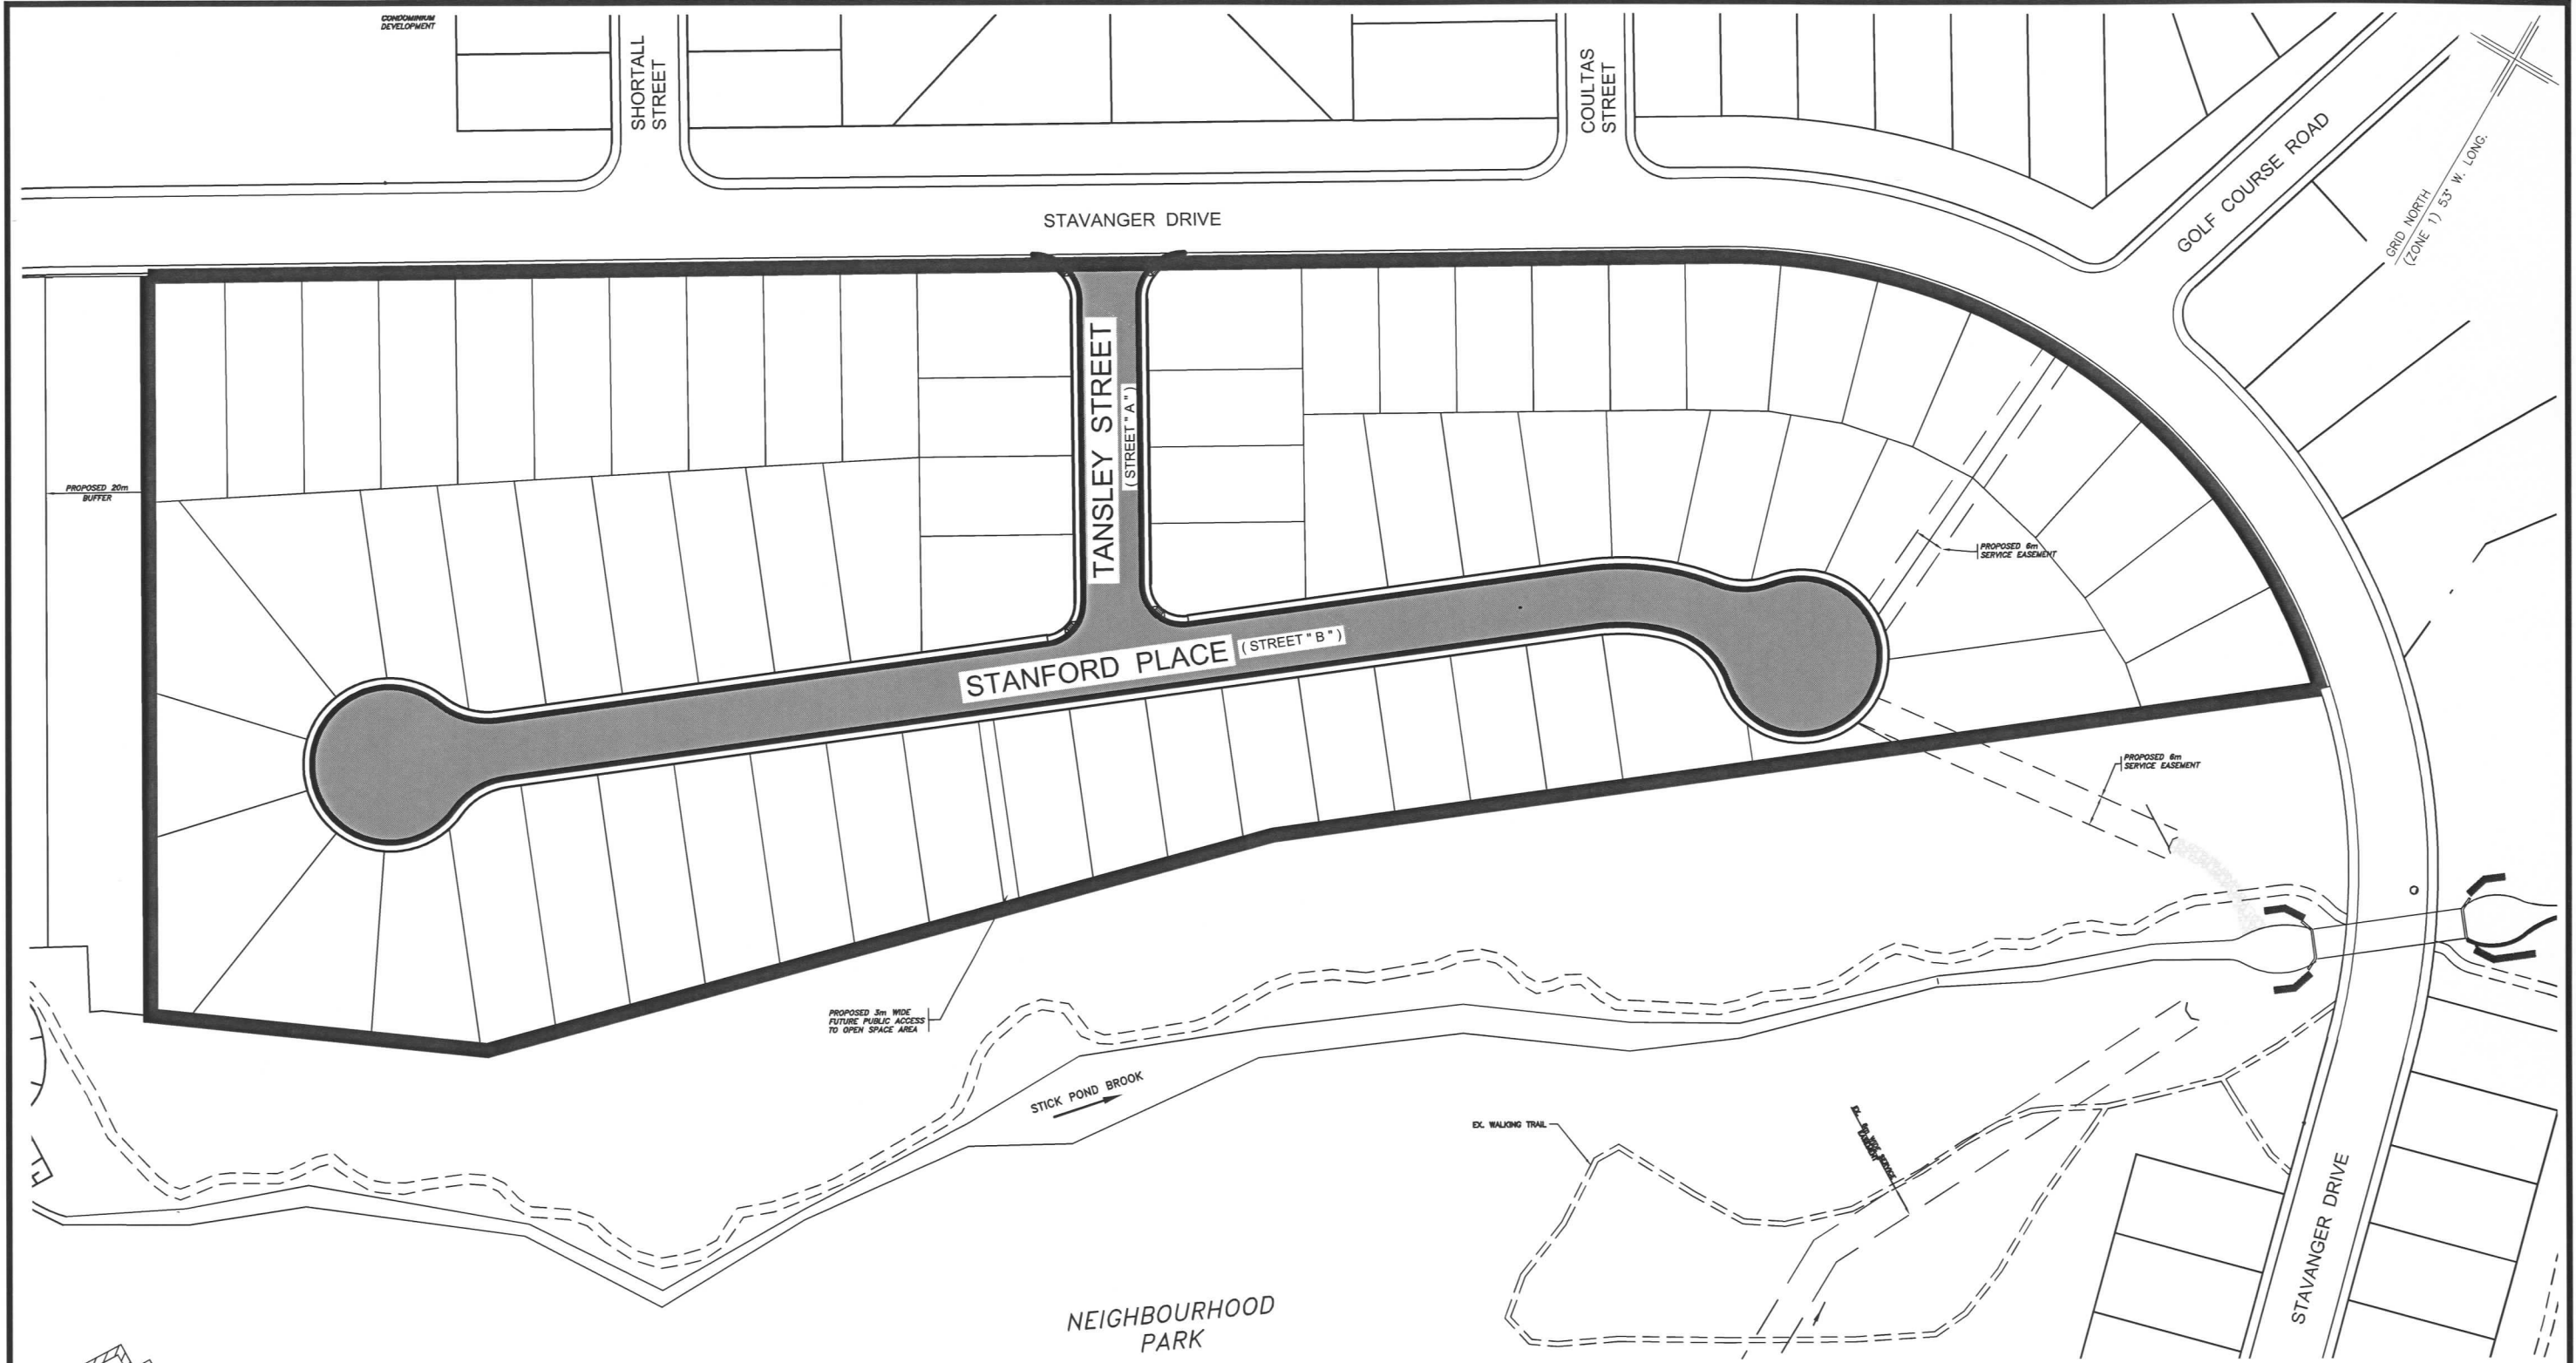 CONDOMINIUM
DEVELOPMENT
SHORTALL
STREET
COULTAS
STREET
STAVANGER DRIVE
GOLF COURSE ROAD
GRID NORTH
(ZONE 1) 53° W. LONG.
TANSLEY STREET
( STREET " A " )
PROPOSED 20m
BUFFER
PROPOSED 6m
SERVICE EASEMENT
STANFORD PLACE
( STREET " B " )
PROPOSED 6m
SERVICE EASEMENT
PROPOSED 3m WIDE
FUTURE PUBLIC ACCESS
TO OPEN SPACE AREA
STICK POND BROOK
EX. WALKING TRAIL
STAVANGER DRIVE
NEIGHBOURHOOD
PARK